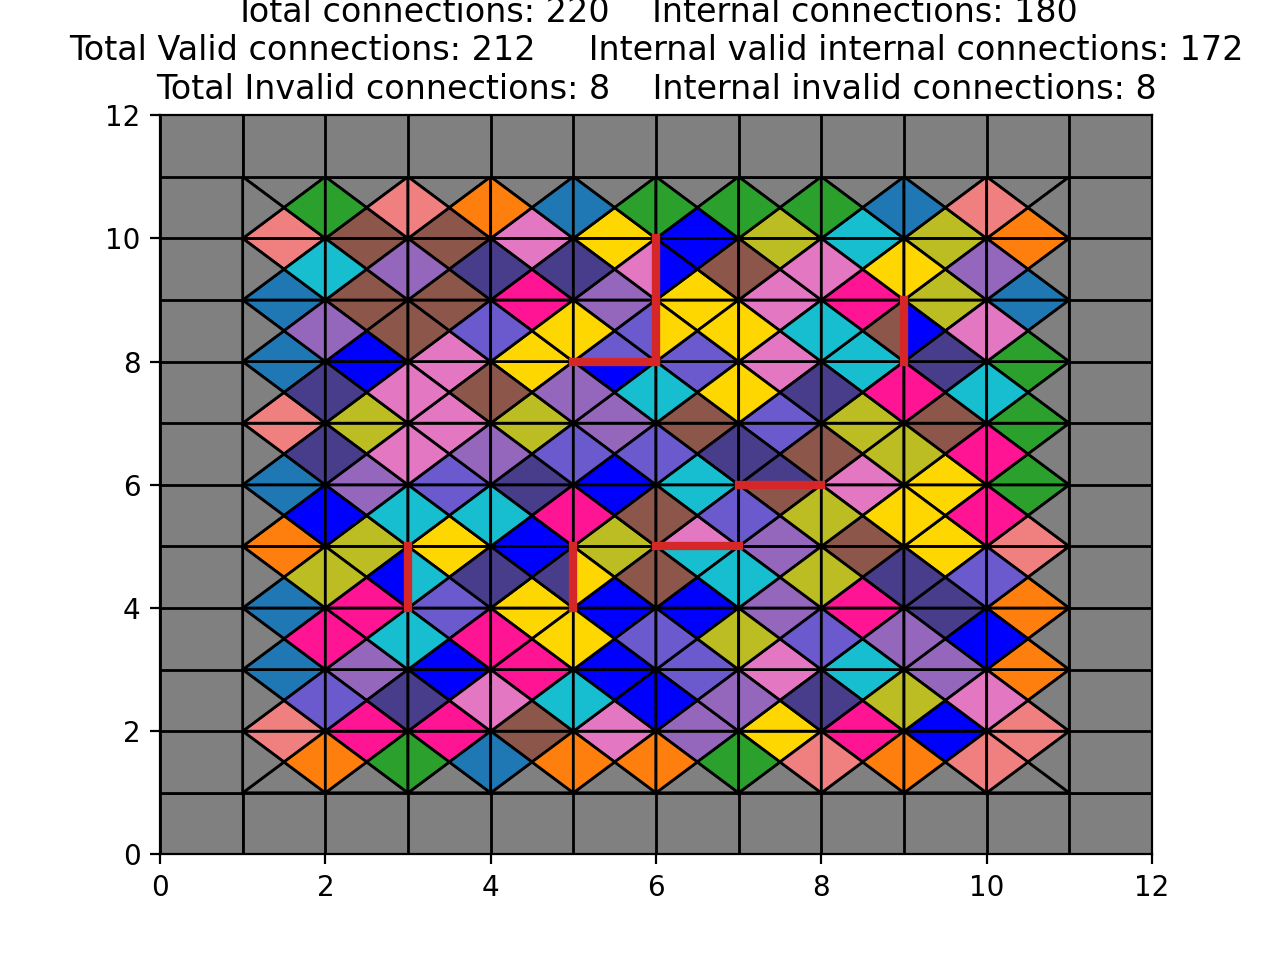 Total connections: 220 Internal connections: 180
Total Valid connections: 212 Internal valid internal connections: 172
Total Invalid connections: 8 Internal invalid connections: 8
12
10
8
6
4
2
0
0 2 4 6 8 10 12